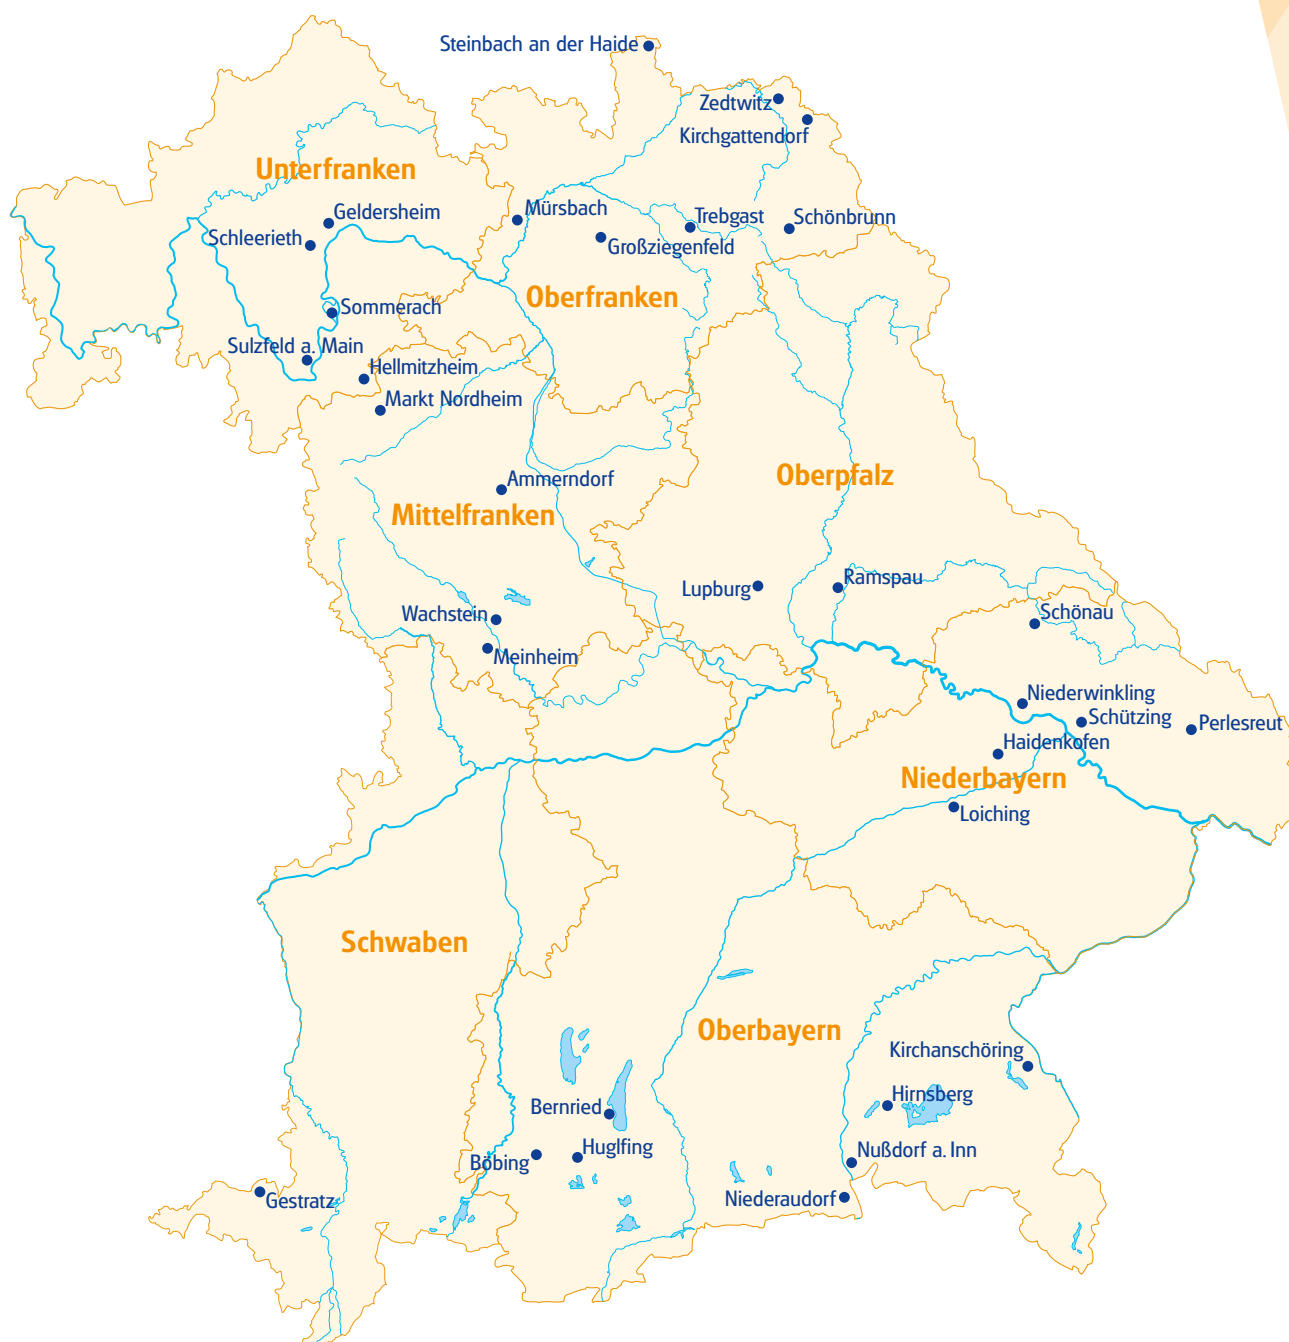 Steinbach an der Haide
Zedtwitz
Kirchgattendorf
Unterfranken
Geldersheim
Mürsbach
Trebgast
Schönbrunn
Schleerieth
Großziegenfeld
Oberfranken
Sommerach
Sulzfeld a. Main
Hellmitzheim
Markt Nordheim
Ammerndorf
Oberpfalz
Mittelfranken
Lupburg
Ramspau
Wachstein
Schönau
Meinheim
Niederwinkling
Schützing
Perlesreut
Haidenkofen
Niederbayern
Loiching
Schwaben
Oberbayern
Kirchanschöring
Hirnsberg
Bernried
Huglfing
Nußdorf a. Inn
Böbing
Gestratz
Niederaudorf